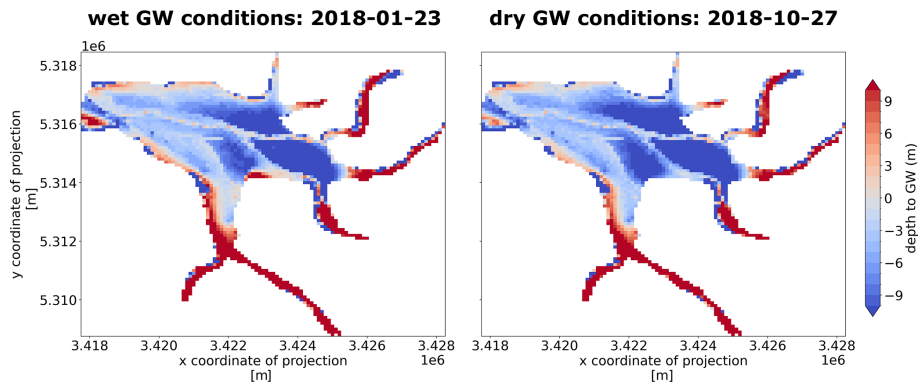 wet GW conditions: 2018-01-23
dry GW conditions: 2018-10-27
1e6
5.318
5.316
5.314
5.312
5.310
y coordinate of projection
[m]
3.418 3.420 3.422 3.424 3.426 3.428
1e6
x coordinate of projection
[m]
3.418 3.420 3.422 3.424 3.426 3.428
1e6
x coordinate of projection
[m]
9
6
3
0
−3
−6
−9
depth to GW (m)